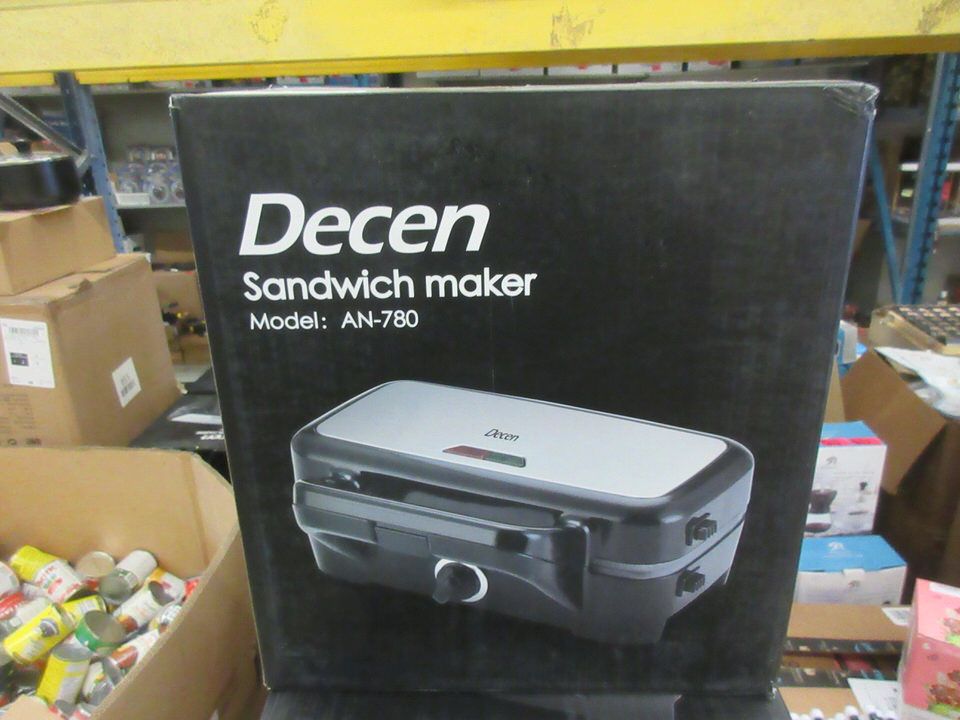 Decen
Sandwich maker
Model: AN-780
Decen